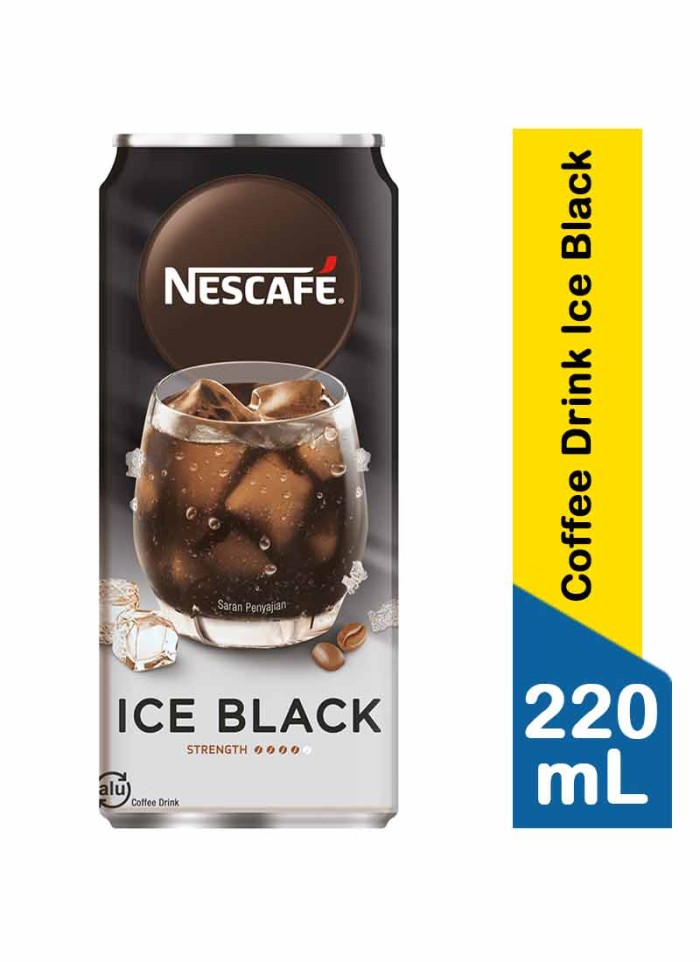 NESCAFÉ®
Saran Penyajian
ICE BLACK
STRENGTH
alu
Coffee Drink
Coffee Drink Ice Black
220
mL